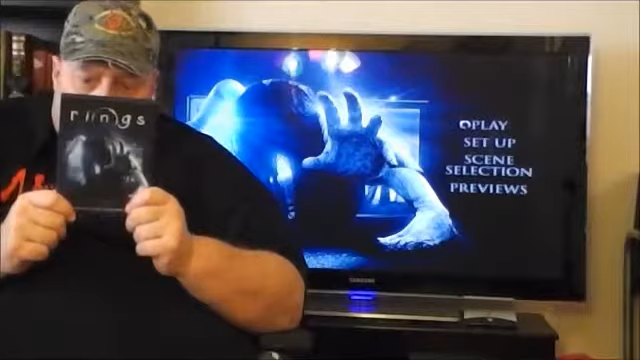 rings
PLAY
SET UP
SCENE
SELECTION
PREVIEWS
SAMSUNG